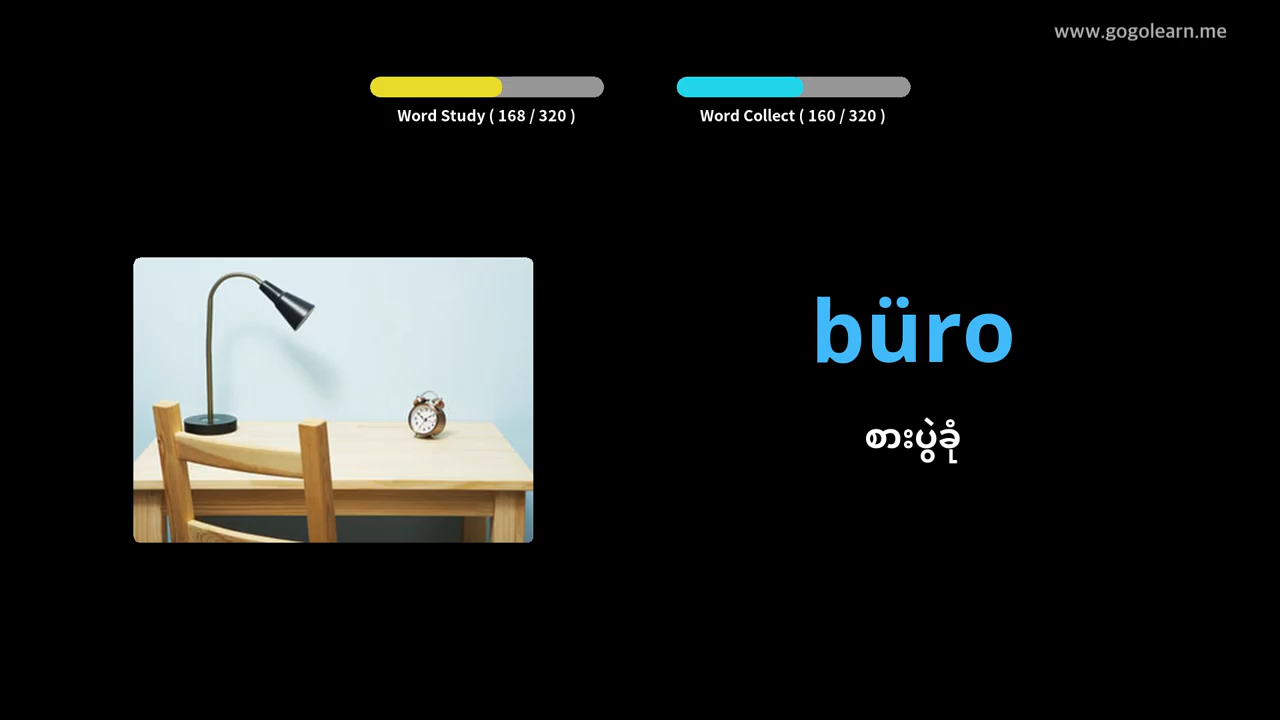 www.gogolearn.me
Word Study ( 168 / 320 )
Word Collect ( 160 / 320 )
büro
စားပွဲခုံ